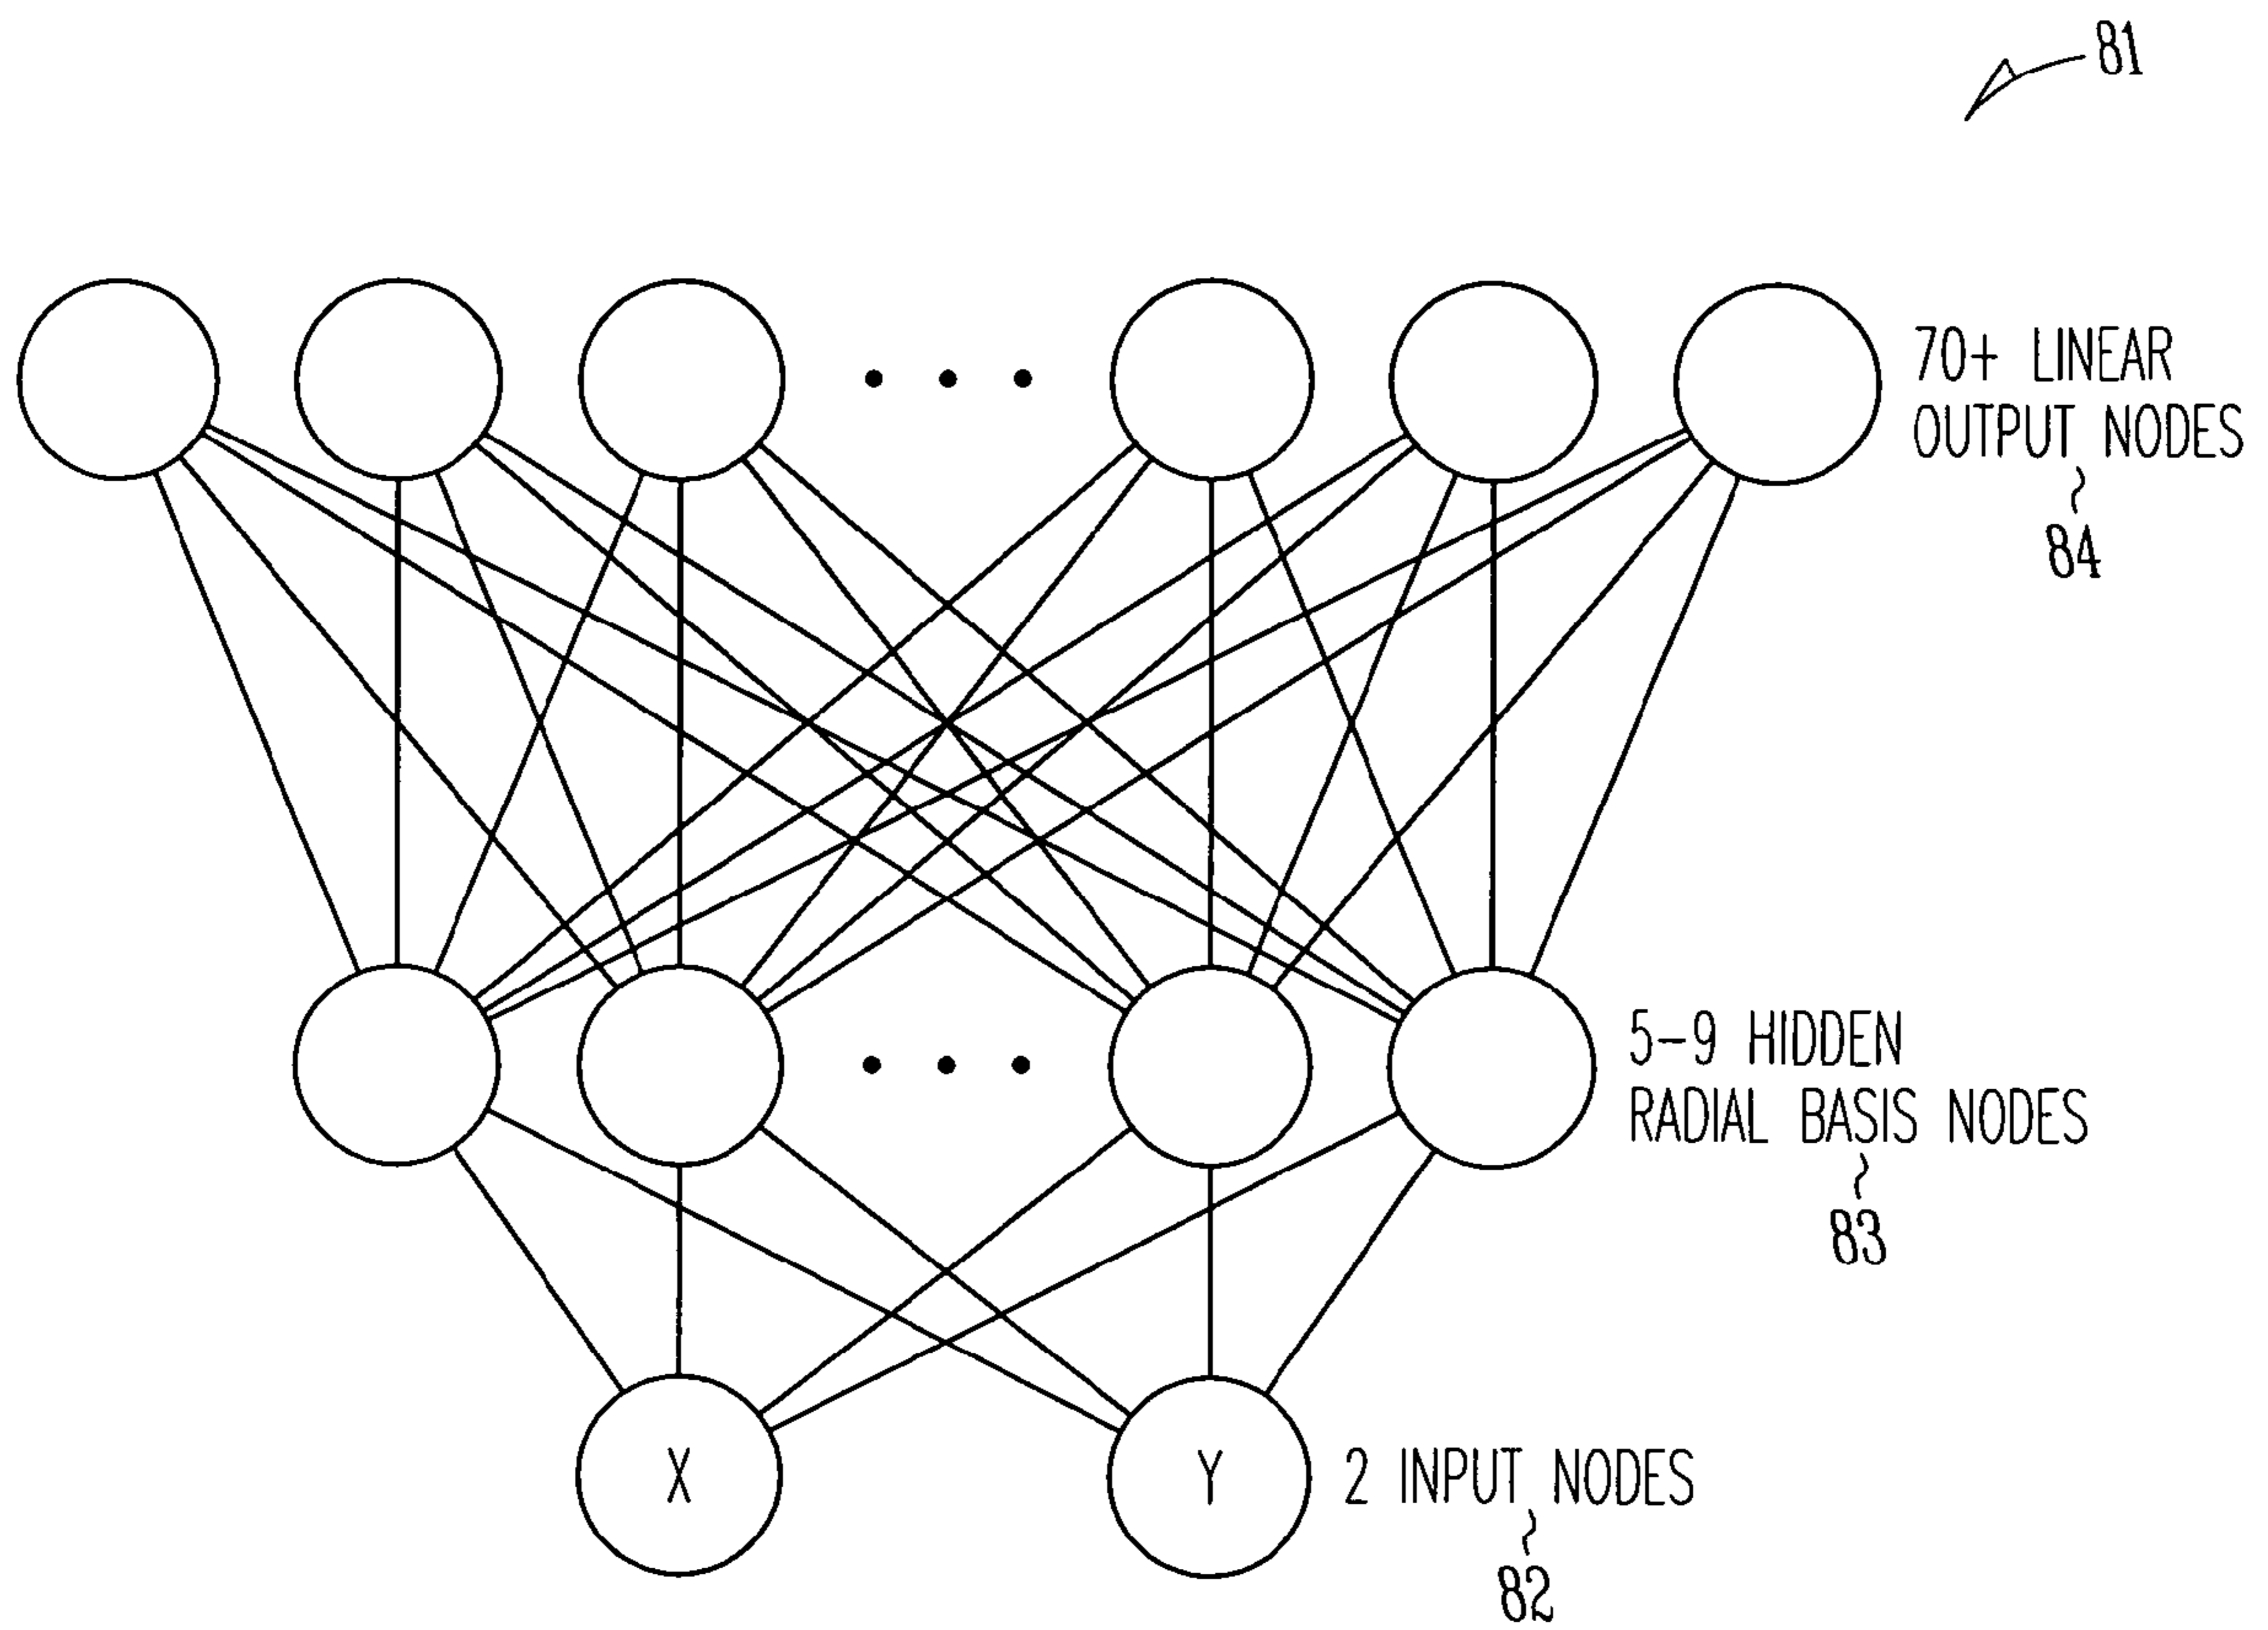 81
70+ LINEAR
OUTPUT NODES
84
5-9 HIDDEN
RADIAL BASIS NODES
83
X
Y
2 INPUT NODES
82